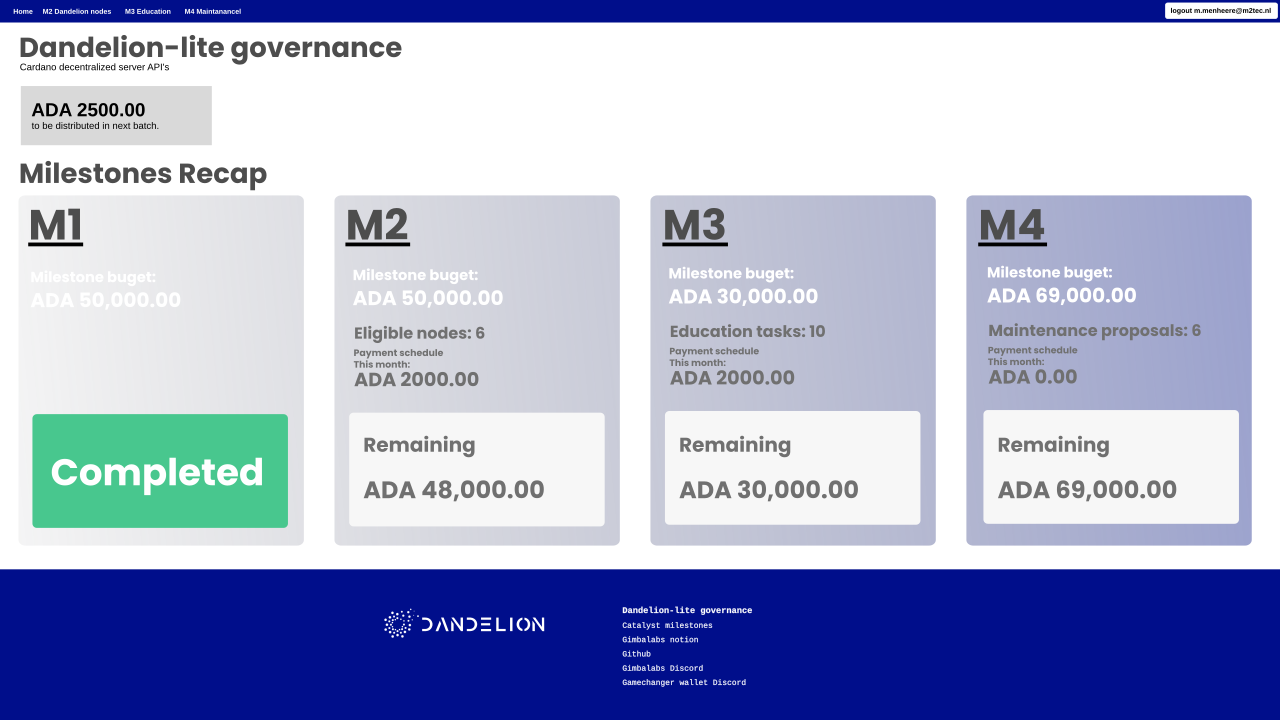 Home M2 Dandelion nodes M3 Education M4 Maintanancel logout m.menheere@m2tec.nl
Dandelion-lite governance
Cardano decentralized server API's
ADA 2500.00
to be distributed in next batch.
Milestones Recap
M1
Milestone buget:
ADA 50,000.00
Completed
M2
Milestone buget:
ADA 50,000.00
Eligible nodes: 6
Payment schedule
This month:
ADA 2000.00
Remaining
ADA 48,000.00
M3
Milestone buget:
ADA 30,000.00
Education tasks: 10
Payment schedule
This month:
ADA 2000.00
Remaining
ADA 30,000.00
M4
Milestone buget:
ADA 69,000.00
Maintenance proposals: 6
Payment schedule
This month:
ADA 0.00
Remaining
ADA 69,000.00
DANDELION
Dandelion-lite governance
Catalyst milestones
Gimbalabs notion
Github
Gimbalabs Discord
Gamechanger wallet Discord